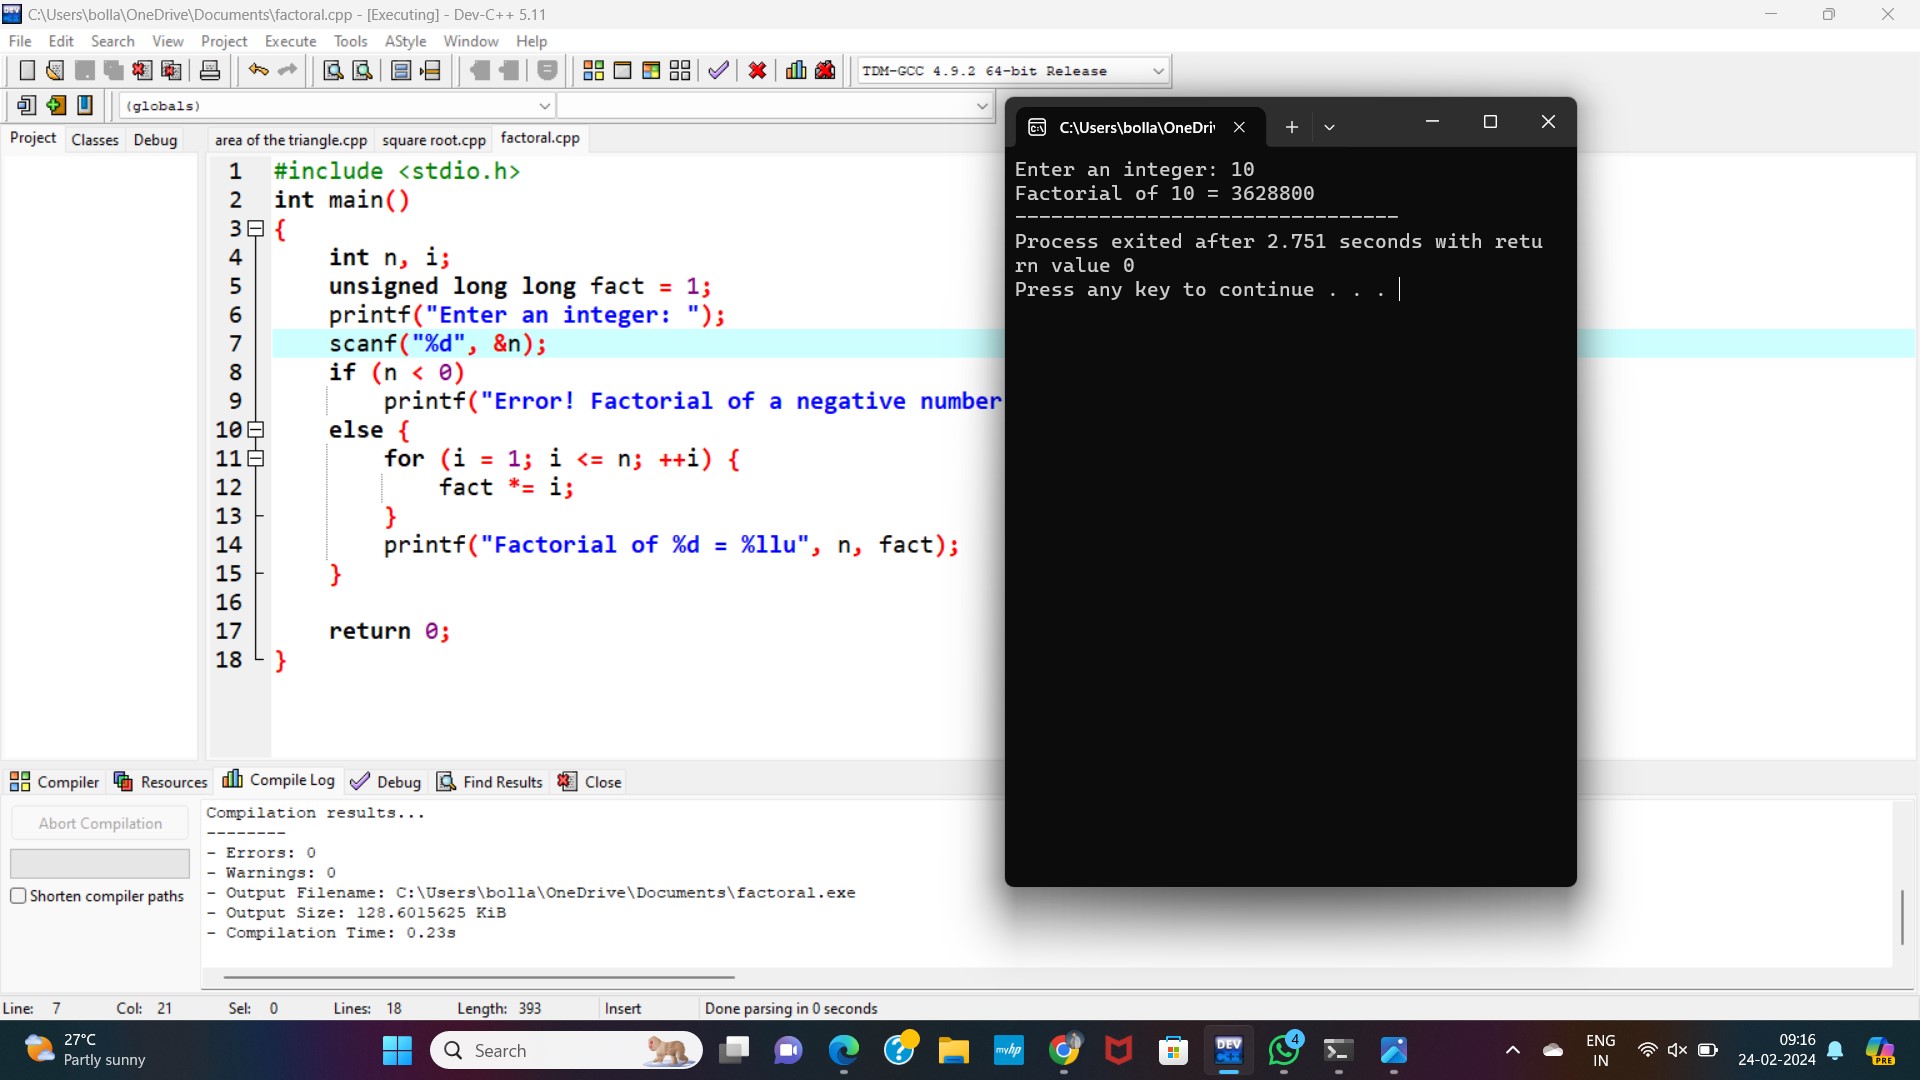 C:\Users\bolla\OneDrive\Documents\factoral.cpp - [Executing] - Dev-C++ 5.11
File Edit Search View Project Execute Tools AStyle Window Help
TDM-GCC 4.9.2 64-bit Release
(globals)
Project Classes Debug
area of the triangle.cpp square root.cpp factoral.cpp
1 #include <stdio.h>
2 int main()
3 {
4 int n, i;
5 unsigned long long fact = 1;
6 printf("Enter an integer: ");
7 scanf("%d", &n);
8 if (n < 0)
9 printf("Error! Factorial of a negative number
10 else {
11 for (i = 1; i <= n; ++i) {
12 fact *= i;
13 }
14 printf("Factorial of %d = %llu", n, fact);
15 }
16
17 return 0;
18 }
C:\Users\bolla\OneDri
Enter an integer: 10
Factorial of 10 = 3628800
--------------------------------
Process exited after 2.751 seconds with retu
rn value 0
Press any key to continue . . .
Compiler Resources Compile Log Debug Find Results Close
Abort Compilation
Shorten compiler paths
Compilation results...
--------
- Errors: 0
- Warnings: 0
- Output Filename: C:\Users\bolla\OneDrive\Documents\factoral.exe
- Output Size: 128.6015625 KiB
- Compilation Time: 0.23s
Line: 7 Col: 21 Sel: 0 Lines: 18 Length: 393 Insert Done parsing in 0 seconds
27°C
Partly sunny
Search
myhp
DEV
C++
4
ENG
IN
09:16
24-02-2024
PRE